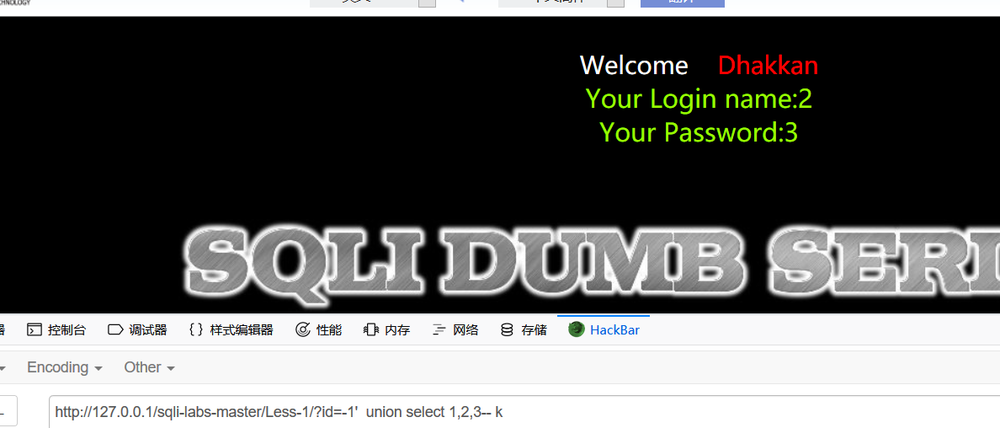 CHNOLOGY
Welcome Dhakkan
Your Login name:2
Your Password:3
SQLI DUMB SERI
控制台 调试器 { } 样式编辑器 性能 内存 网络 存储 HackBar
Encoding Other
http://127.0.0.1/sqli-labs-master/Less-1/?id=-1'  union select 1,2,3-- k